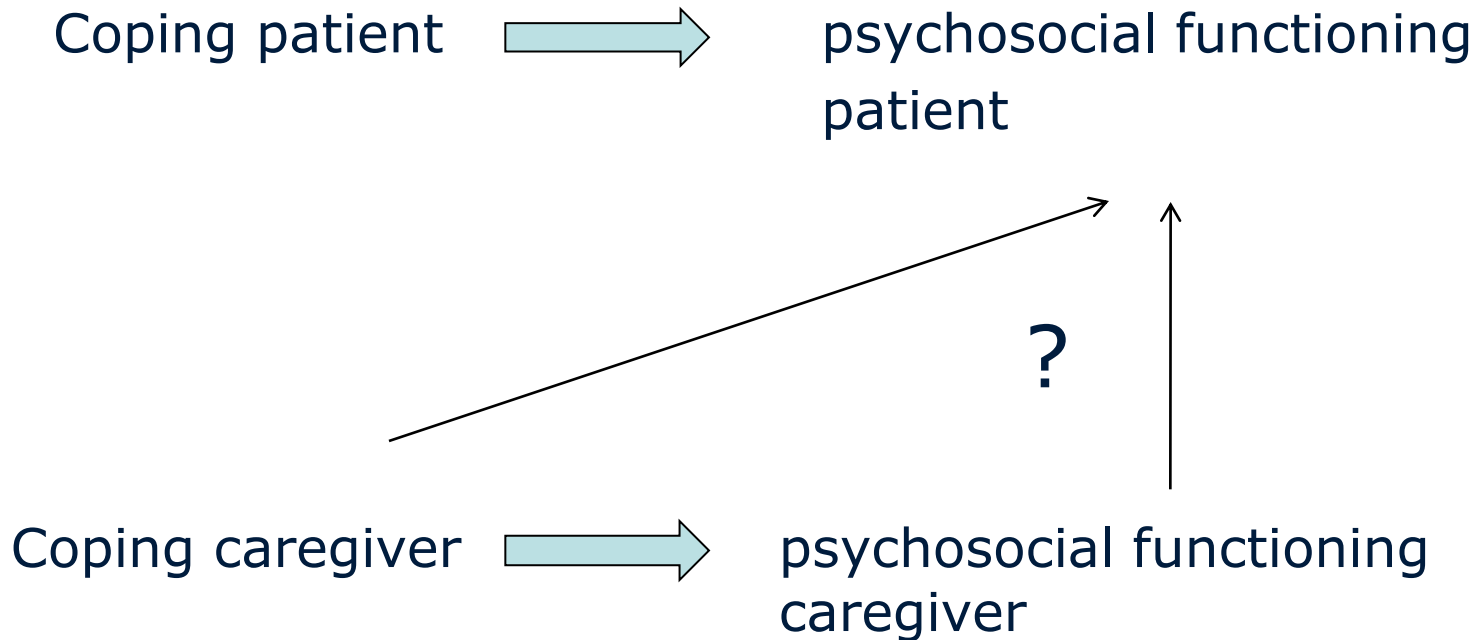 Coping patient
psychosocial functioning
patient
?
Coping caregiver
psychosocial functioning
caregiver